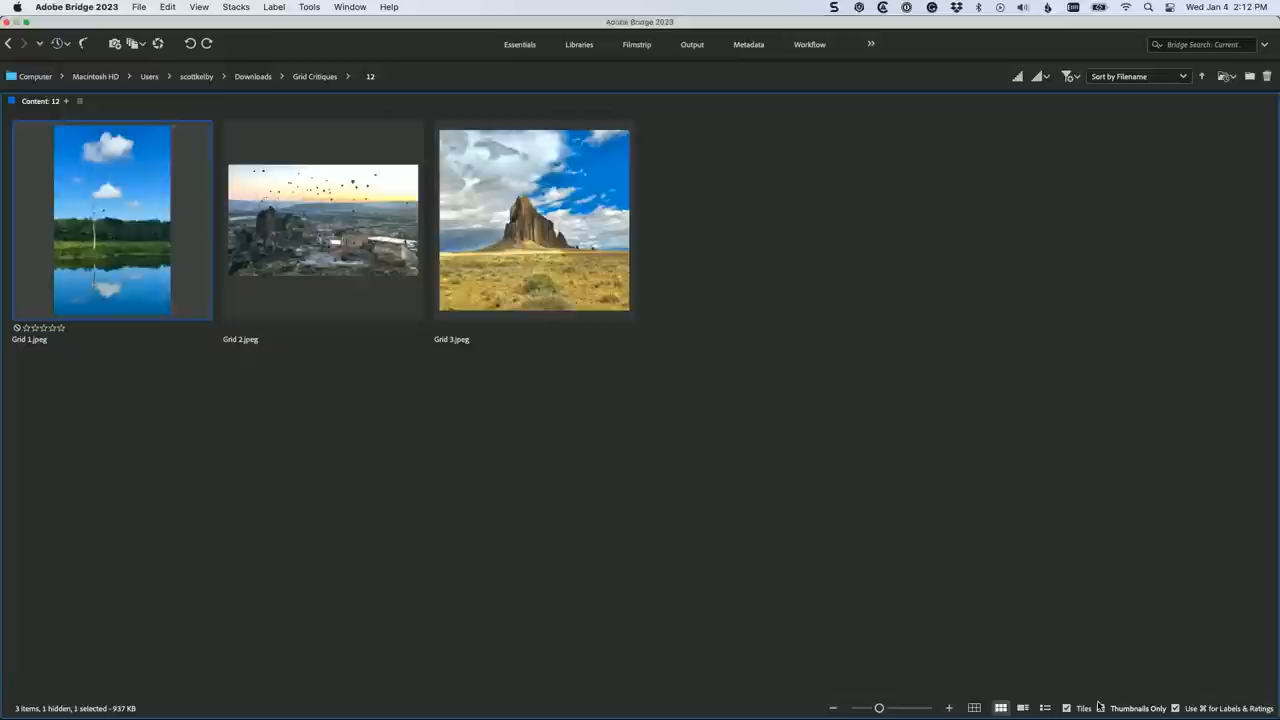 Adobe Bridge 2023 File Edit View Stacks Label Tools Window Help Wed Jan 4 2:12 PM
Adobe Bridge 2023
Essentials Libraries Filmstrip Output Metadata Workflow Bridge Search: Current...
Computer Macintosh HD Users scottkelby Downloads Grid Critiques 12 Sort by Filename
Content: 12
Grid 1.jpeg Grid 2.jpeg Grid 3.jpeg
3 items, 1 hidden, 1 selected - 937 KB Tiles Thumbnails Only Use ⌘ for Labels & Ratings